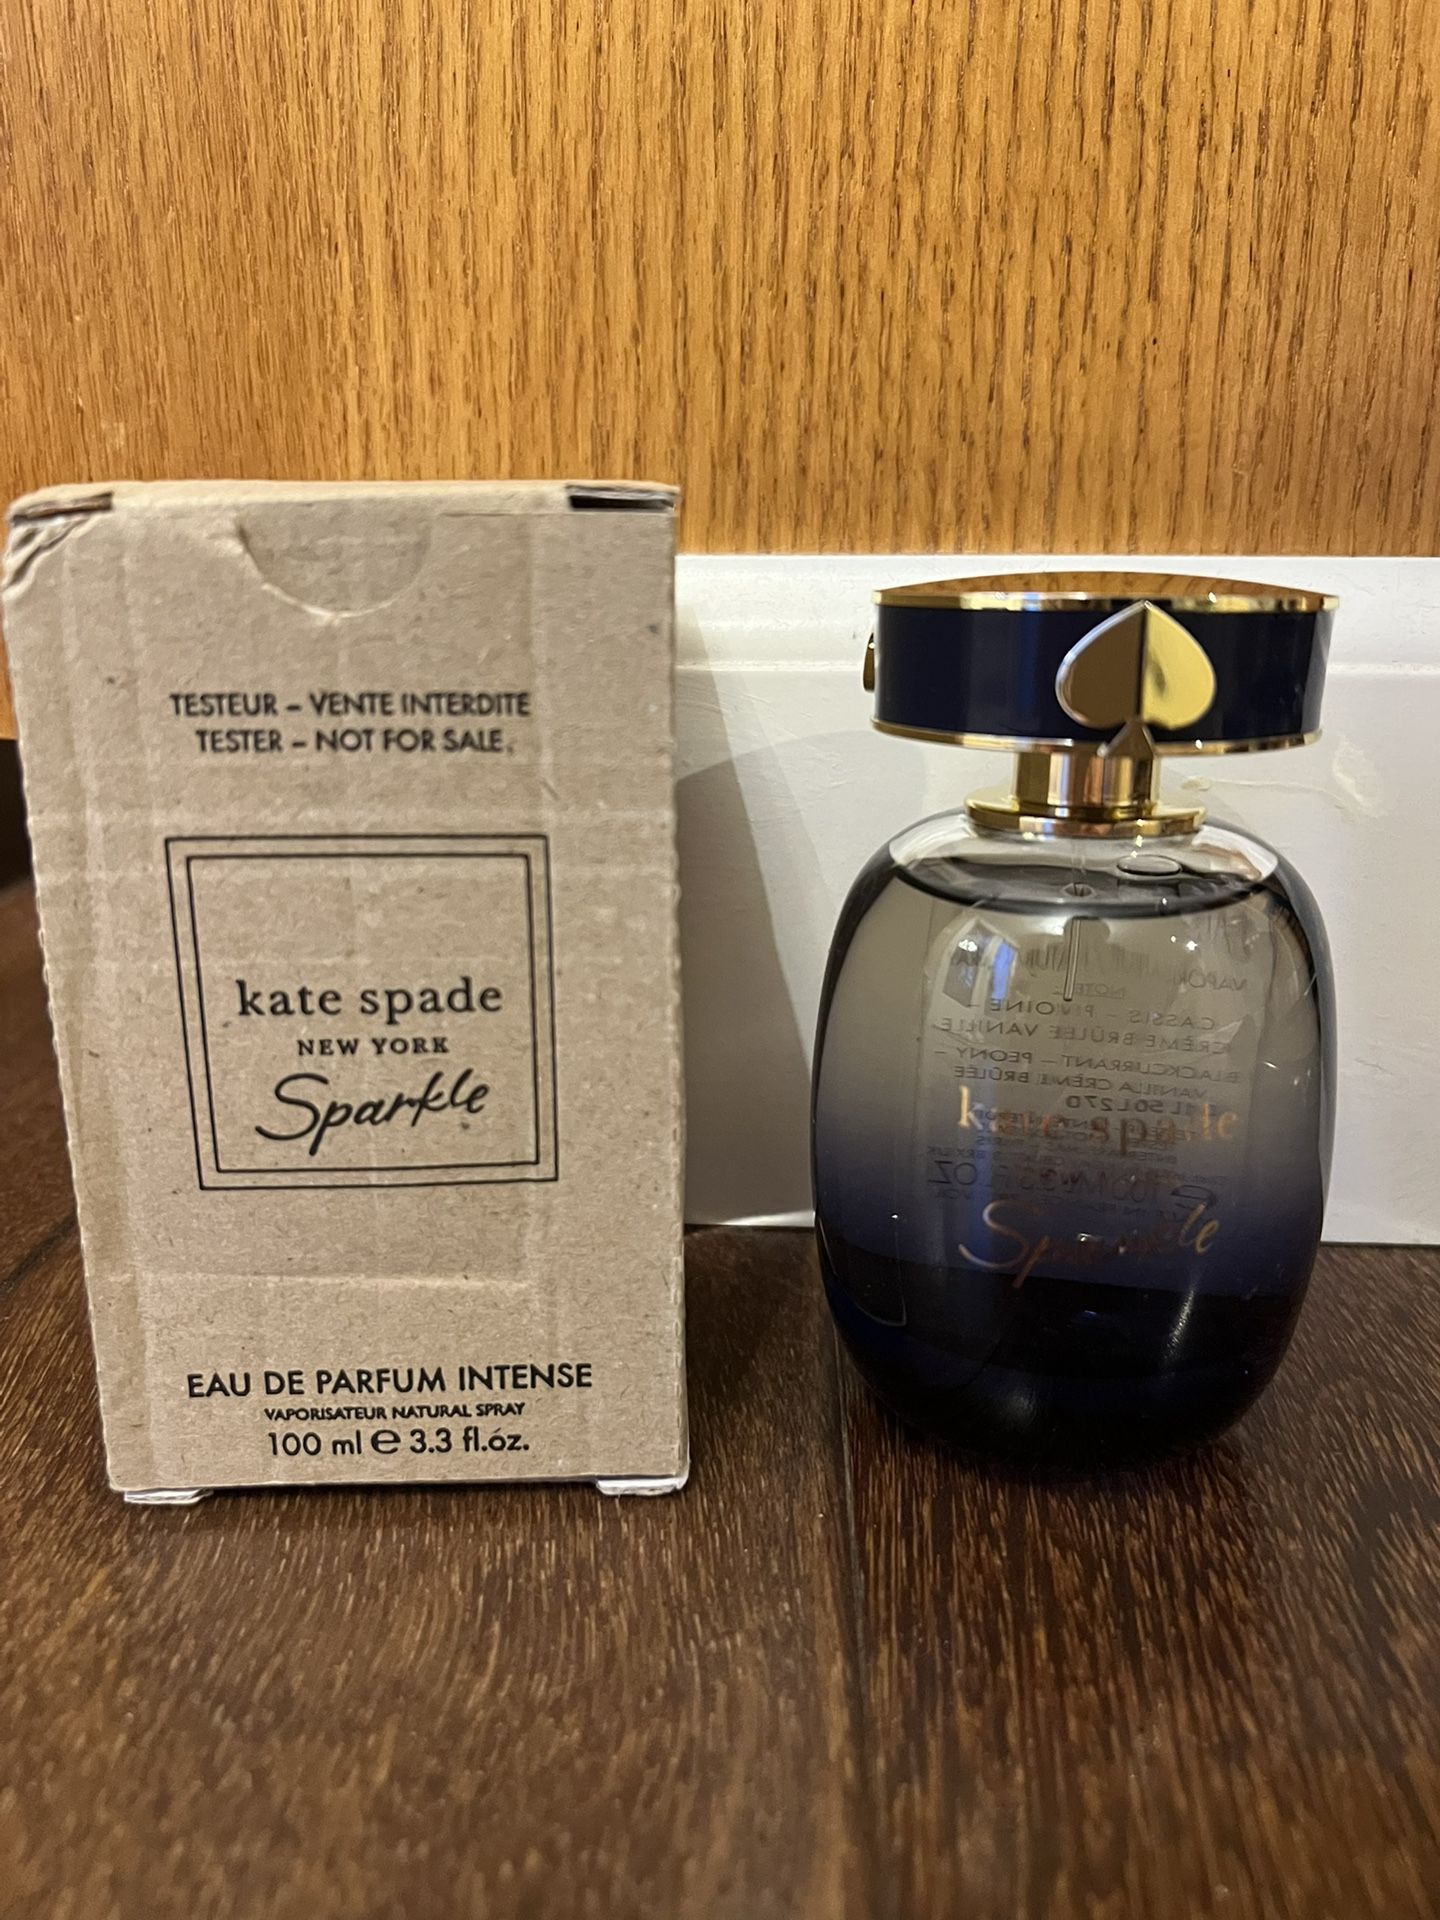 TESTEUR – VENTE INTERDITE
TESTER – NOT FOR SALE
kate spade
NEW YORK
Sparkle
EAU DE PARFUM INTENSE
VAPORISATEUR NATURAL SPRAY
100 ml e 3.3 fl.oz.
CASSIS – PIVOINE –
CRÈME BRÛLÉE VANILLE
BLACKCURRANT – PEONY –
VANILLA CRÈME BRÛLÉE
kate spade
Sparkle